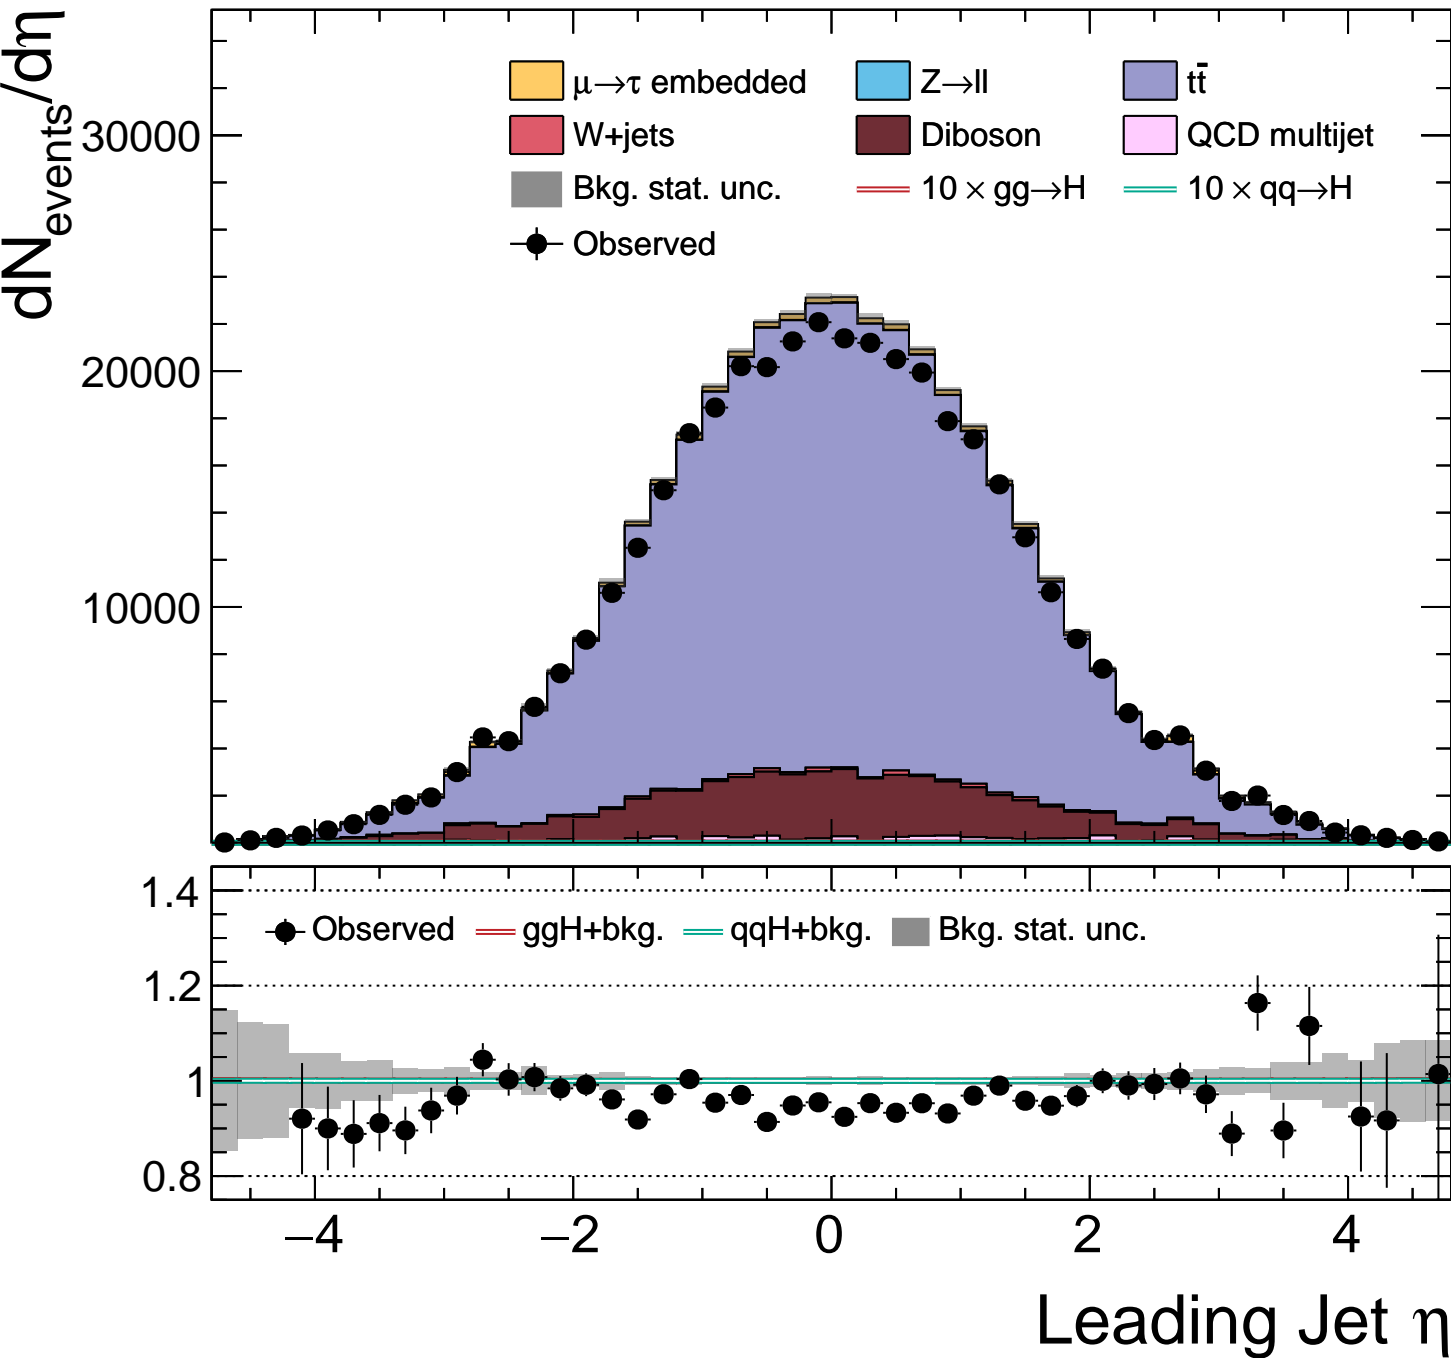 dN_events/dη
μ→τ embedded Z→ll tt̄
W+jets Diboson QCD multijet
Bkg. stat. unc. 10 × gg→H 10 × qq→H
Observed
30000
20000
10000
1.4
Observed ggH+bkg. qqH+bkg. Bkg. stat. unc.
1.2
1
0.8
−4 −2 0 2 4
Leading Jet η